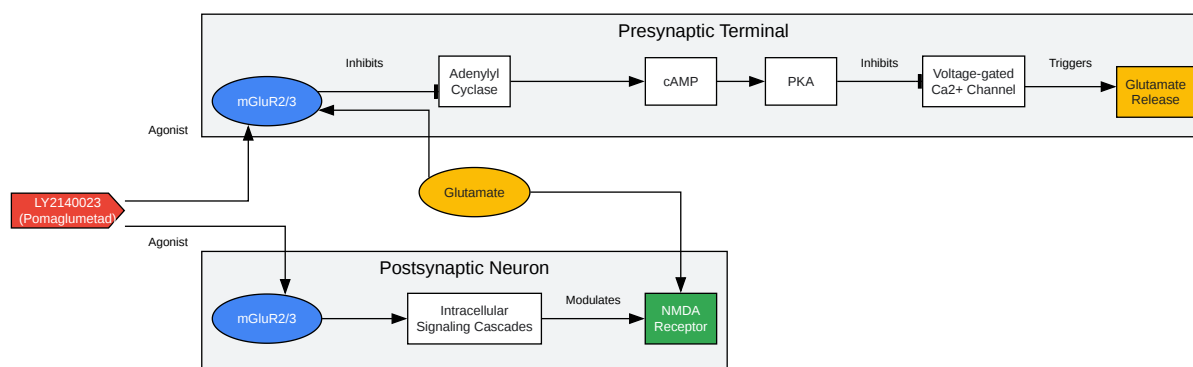 Presynaptic Terminal
Inhibits
Adenylyl
Cyclase
cAMP
PKA
Inhibits
Voltage-gated
Ca2+ Channel
Triggers
Glutamate
Release
mGluR2/3
Agonist
Glutamate
LY2140023
(Pomaglumetad)
Agonist
Postsynaptic Neuron
mGluR2/3
Intracellular
Signaling Cascades
Modulates
NMDA
Receptor